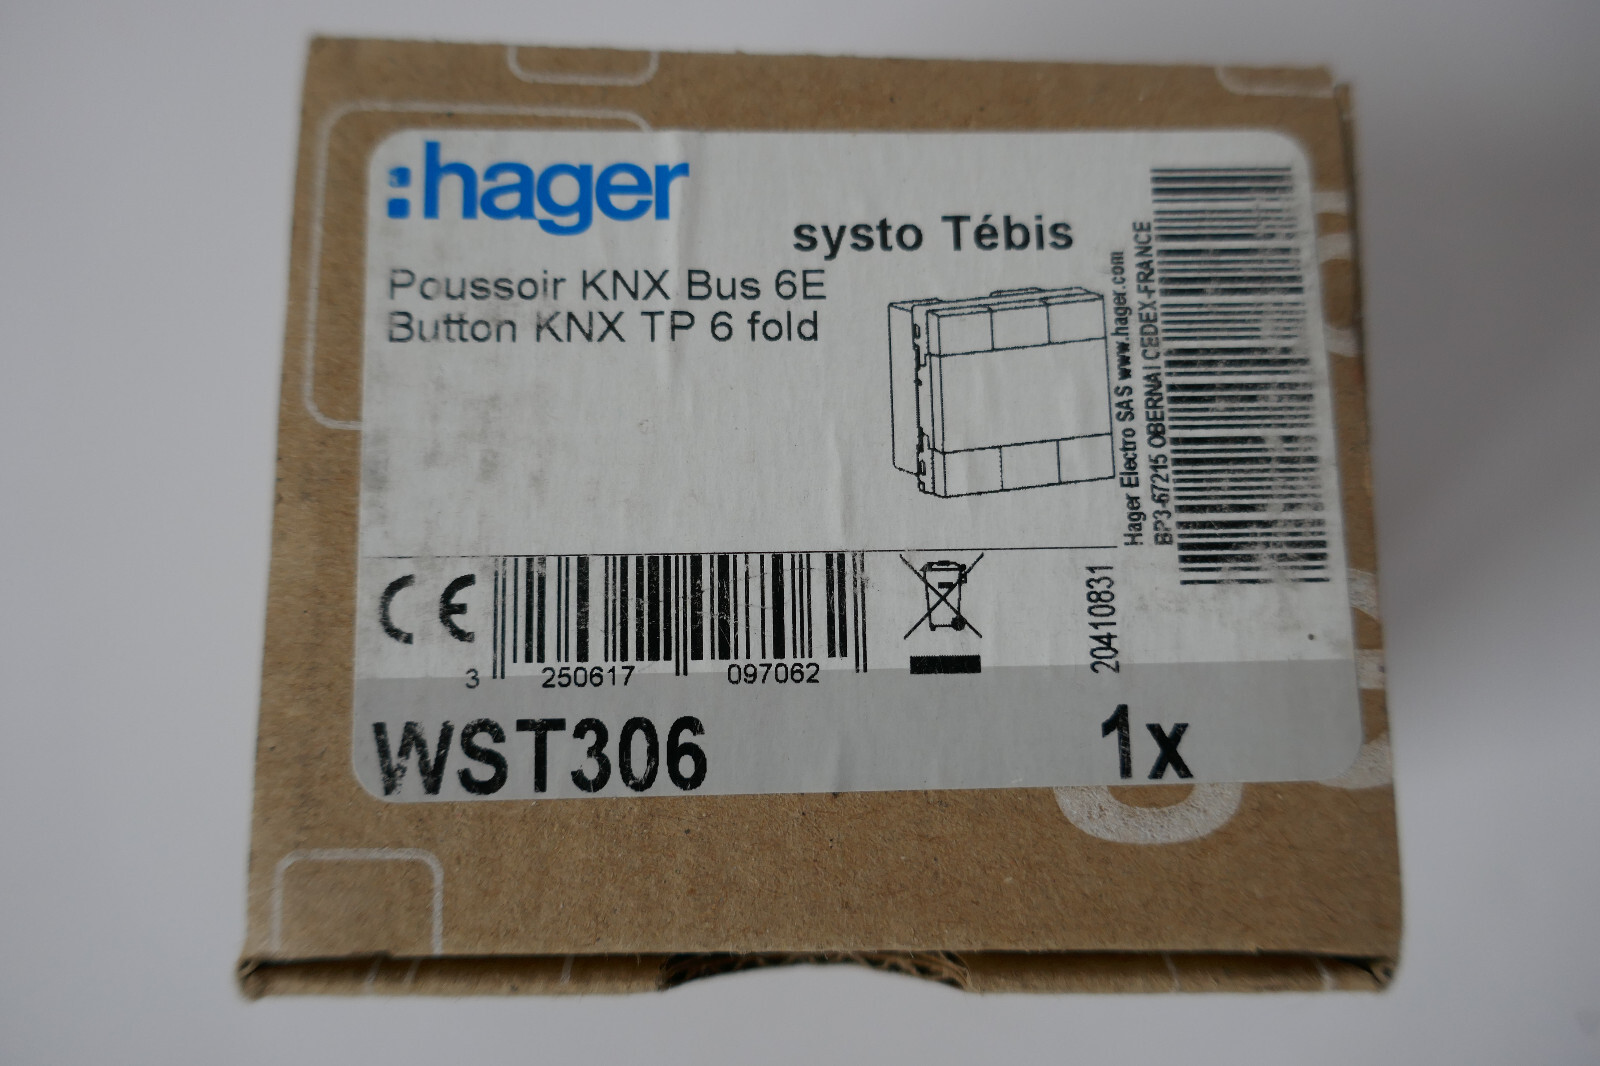 :hager
systo Tébis
Poussoir KNX Bus 6E
Button KNX TP 6 fold
Hager Electro SAS www.hager.com
BP3-67215 OBERNAI CEDEX-FRANCE
CE
3 250617 097062
20410831
WST306
1x